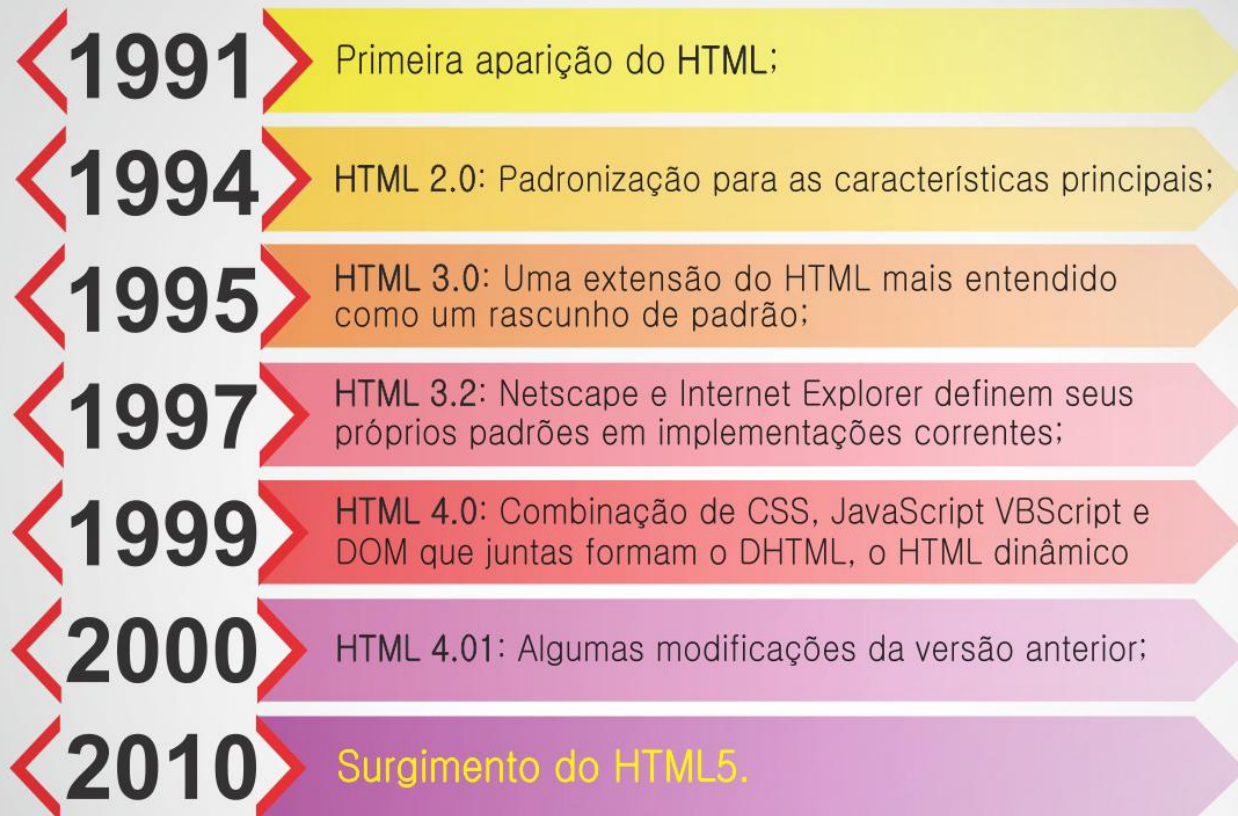 1991
Primeira aparição do HTML;
1994
HTML 2.0: Padronização para as características principais;
1995
HTML 3.0: Uma extensão do HTML mais entendido
como um rascunho de padrão;
1997
HTML 3.2: Netscape e Internet Explorer definem seus
próprios padrões em implementações correntes;
1999
HTML 4.0: Combinação de CSS, JavaScript VBScript e
DOM que juntas formam o DHTML, o HTML dinâmico
2000
HTML 4.01: Algumas modificações da versão anterior;
2010
Surgimento do HTML5.